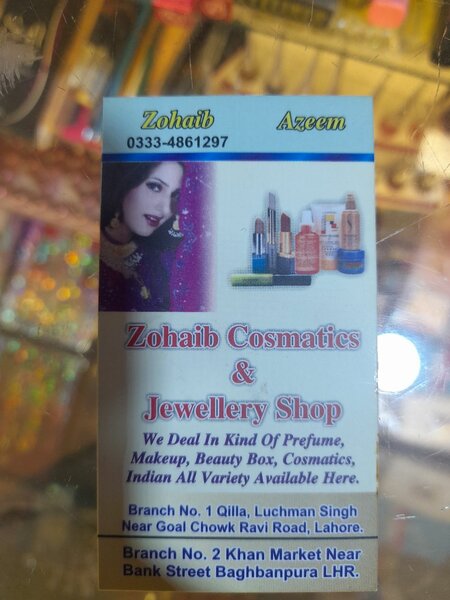 Zohaib Azeem
0333-4861297
Zohaib Cosmatics
&
Jewellery Shop
We Deal In Kind Of Prefume,
Makeup, Beauty Box, Cosmatics,
Indian All Variety Available Here.
Branch No. 1 Qilla, Luchman Singh
Near Goal Chowk Ravi Road, Lahore.
Branch No. 2 Khan Market Near
Bank Street Baghbanpura LHR.